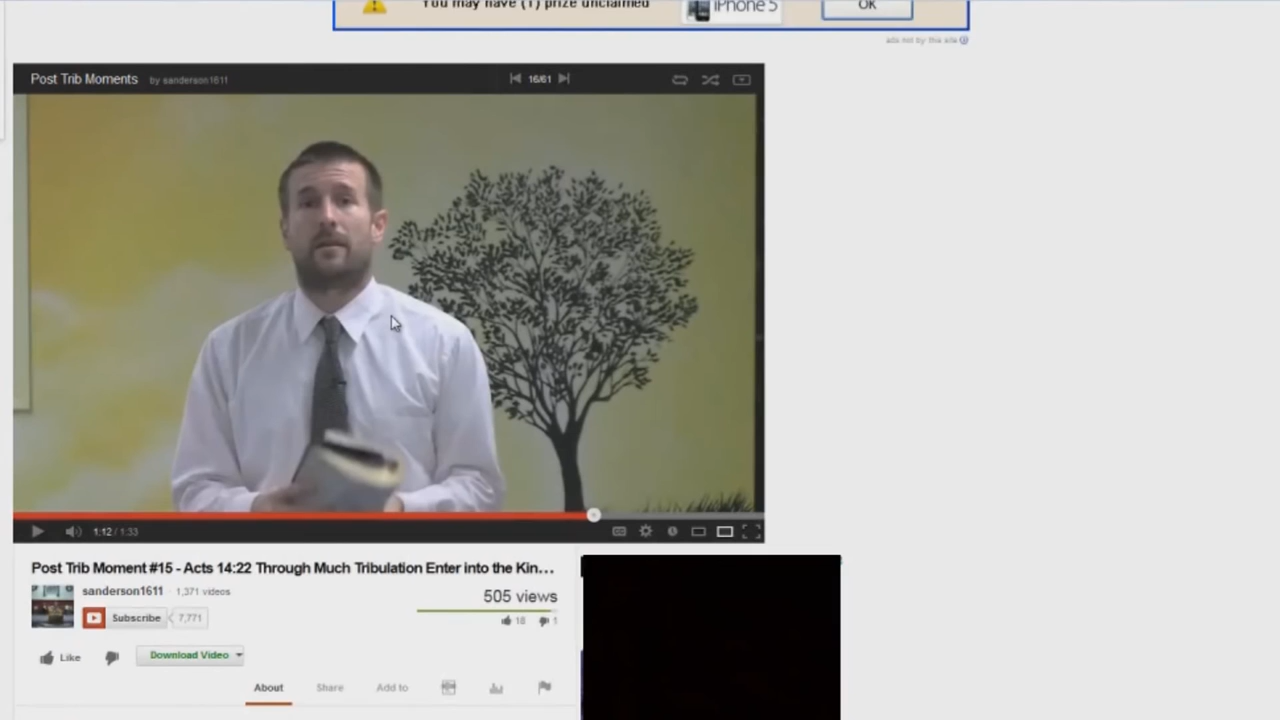 You may have (1) prize unclaimed
iPhone 5
OK
ads not by this site
Post Trib Moments by sanderson1611
16/61
1:12 / 1:33
Post Trib Moment #15 - Acts 14:22 Through Much Tribulation Enter into the Kin...
sanderson1611 · 1,371 videos
505 views
Subscribe 7,771
18 1
Like
Download Video
About Share Add to